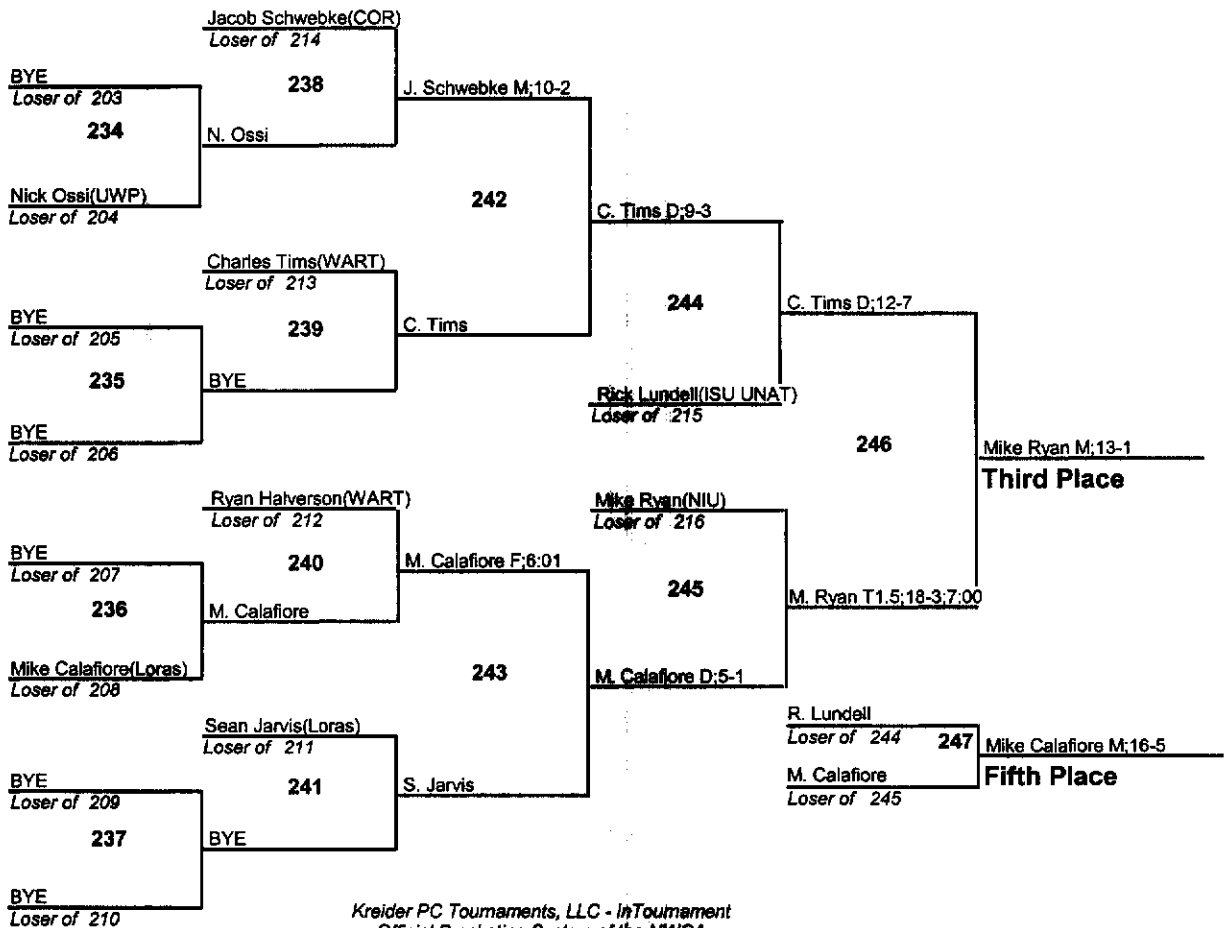 Jacob Schwebke(COR)
Loser of 214
BYE
Loser of 203
238
J. Schwebke M;10-2
234
N. Ossi
Nick Ossi(UWP)
Loser of 204
242
C. Tims D;9-3
Charles Tims(WART)
Loser of 213
244
C. Tims D;12-7
BYE
Loser of 205
239
C. Tims
235
BYE
Rick Lundell(ISU UNAT)
Loser of 215
BYE
Loser of 206
246
Mike Ryan M;13-1
Third Place
Ryan Halverson(WART)
Loser of 212
Mike Ryan(NIU)
Loser of 216
BYE
Loser of 207
240
M. Calafiore F;6:01
245
M. Ryan T1.5;18-3;7:00
236
M. Calafiore
Mike Calafiore(Loras)
Loser of 208
243
M. Calafiore D;5-1
Sean Jarvis(Loras)
Loser of 211
R. Lundell
Loser of 244
247
Mike Calafiore M;16-5
Fifth Place
M. Calafiore
Loser of 245
BYE
Loser of 209
241
S. Jarvis
237
BYE
BYE
Loser of 210
Kreider PC Tournaments, LLC - InTournament